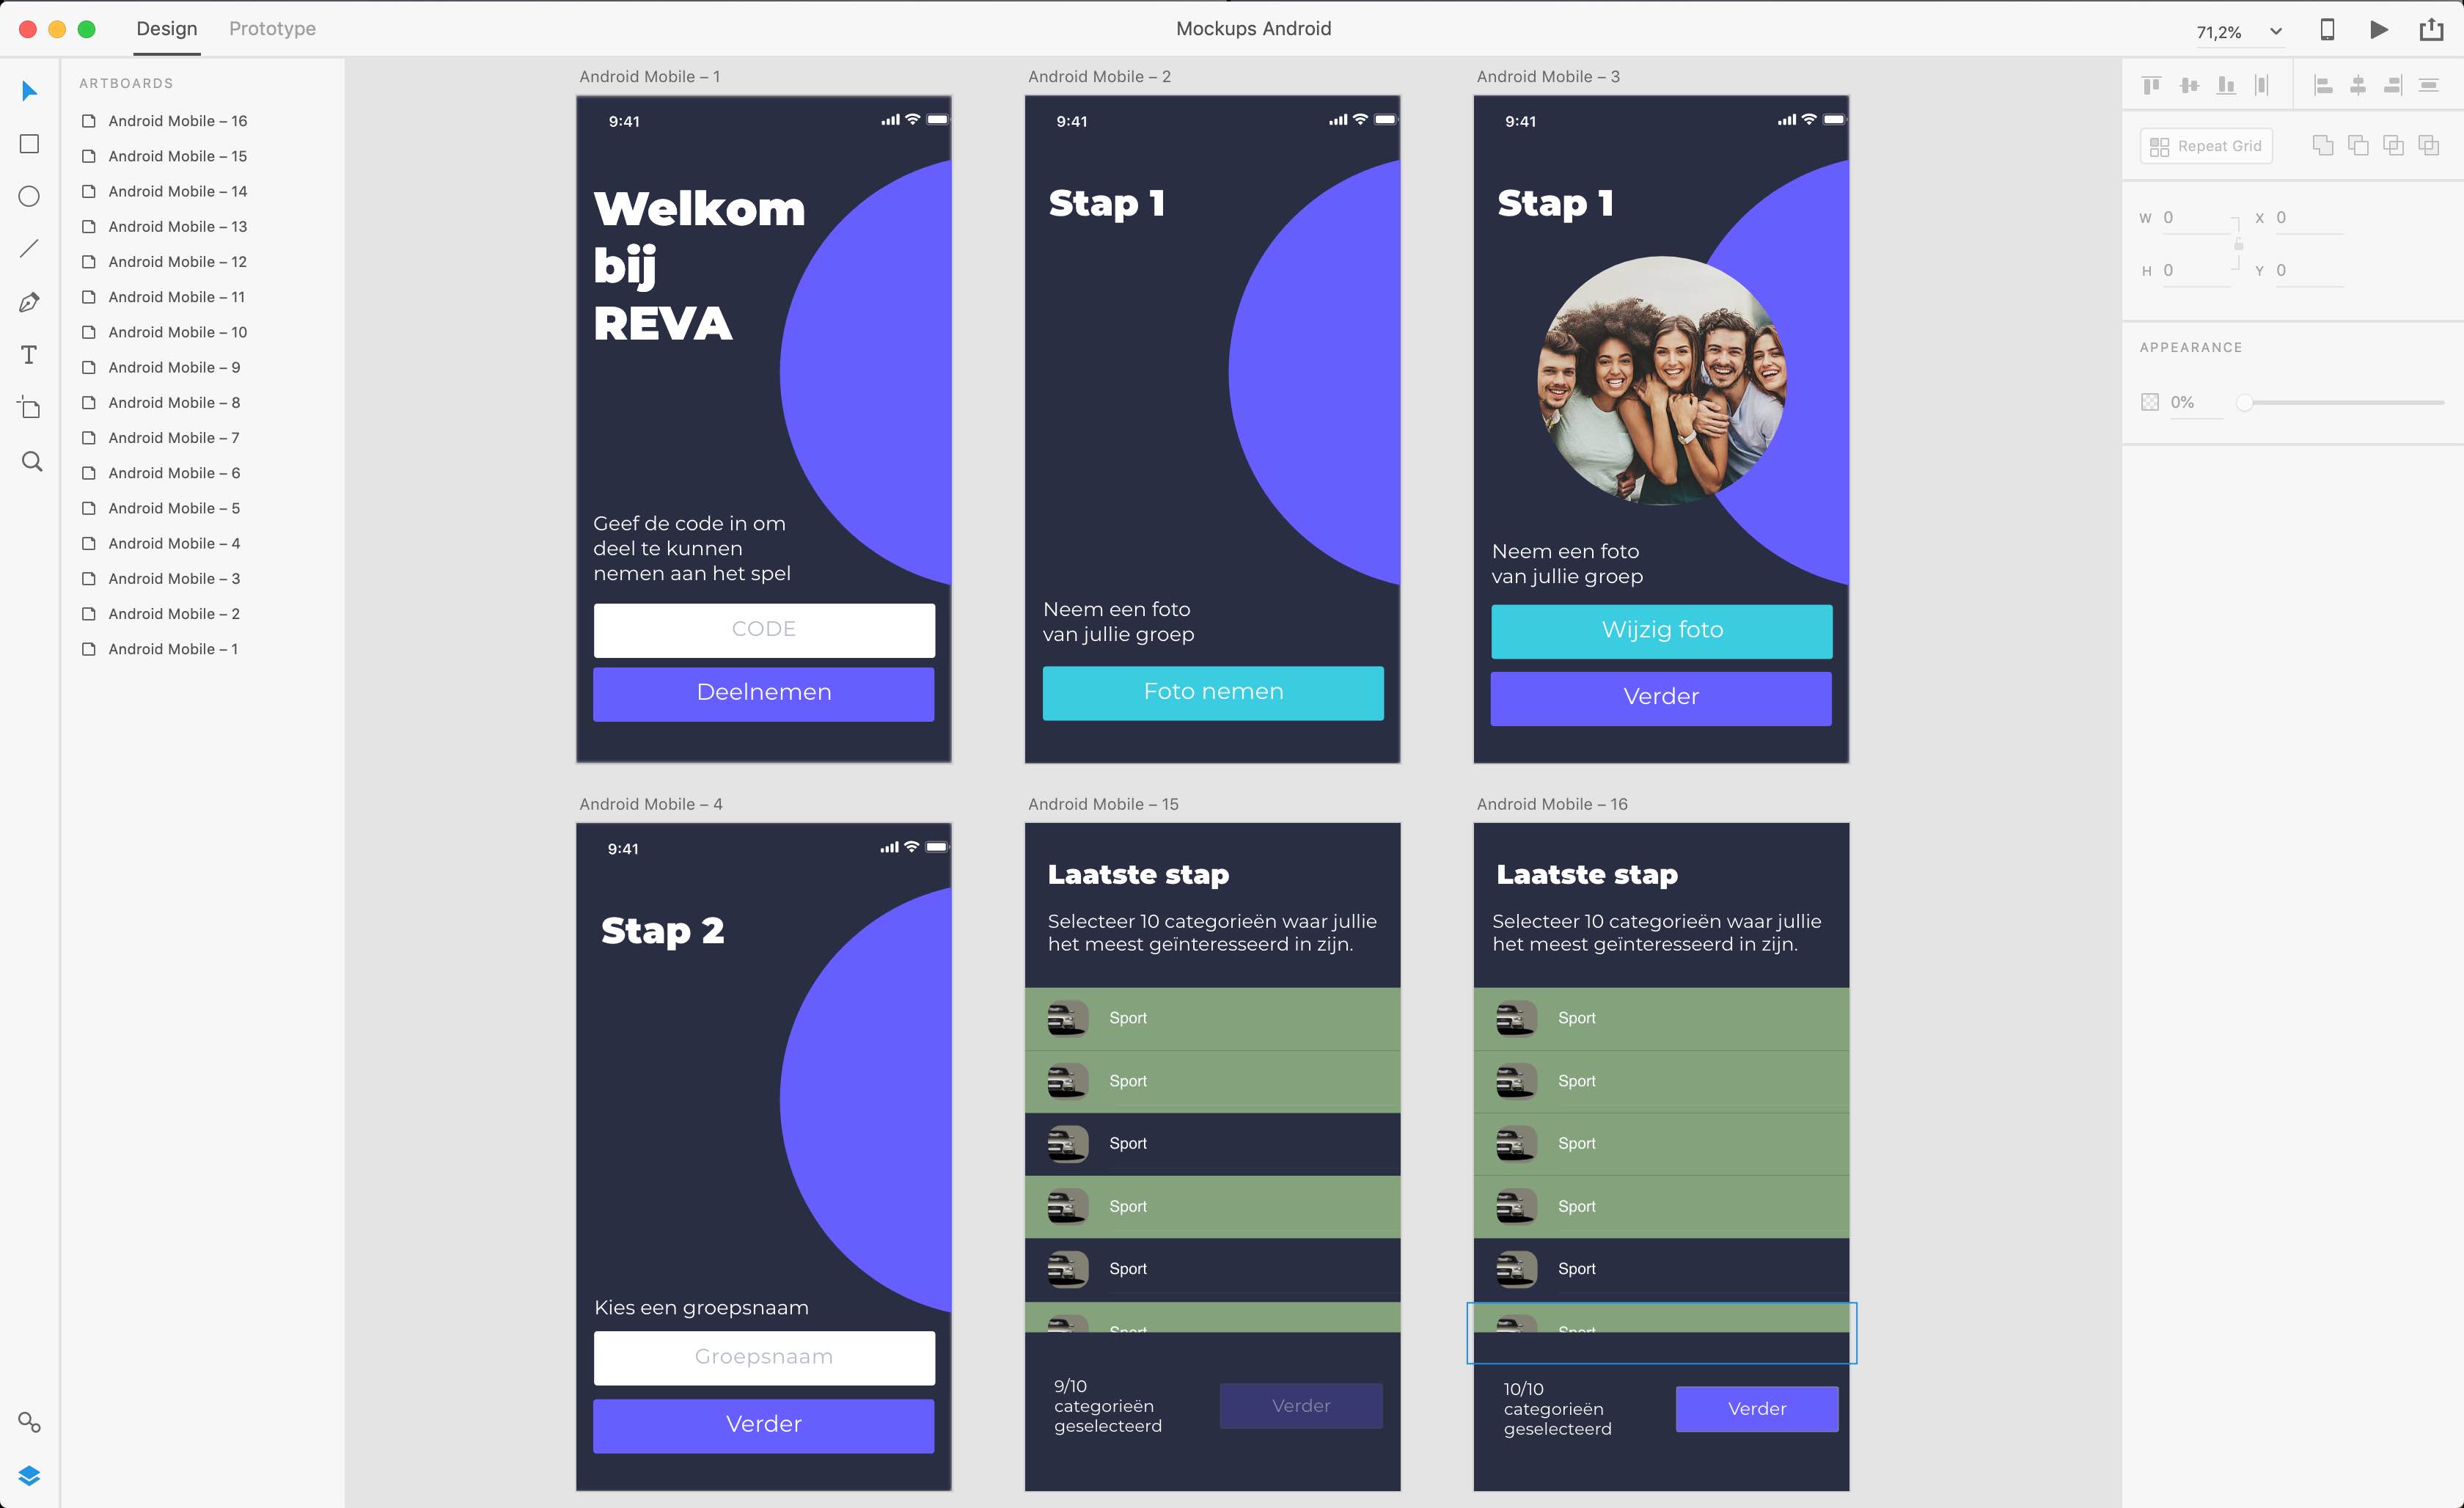 Design
Prototype
Mockups Android
71,2%
ARTBOARDS
Android Mobile – 16
Android Mobile – 15
Android Mobile – 14
Android Mobile – 13
Android Mobile – 12
Android Mobile – 11
Android Mobile – 10
Android Mobile – 9
Android Mobile – 8
Android Mobile – 7
Android Mobile – 6
Android Mobile – 5
Android Mobile – 4
Android Mobile – 3
Android Mobile – 2
Android Mobile – 1
Android Mobile – 1
9:41
Welkom
bij
REVA
Geef de code in om
deel te kunnen
nemen aan het spel
CODE
Deelnemen
Android Mobile – 2
9:41
Stap 1
Neem een foto
van jullie groep
Foto nemen
Android Mobile – 3
9:41
Stap 1
Neem een foto
van jullie groep
Wijzig foto
Verder
Android Mobile – 4
9:41
Stap 2
Kies een groepsnaam
Groepsnaam
Verder
Android Mobile – 15
Laatste stap
Selecteer 10 categorieën waar jullie
het meest geïnteresseerd in zijn.
Sport
Sport
Sport
Sport
Sport
Sport
9/10
categorieën
geselecteerd
Verder
Android Mobile – 16
Laatste stap
Selecteer 10 categorieën waar jullie
het meest geïnteresseerd in zijn.
Sport
Sport
Sport
Sport
Sport
Sport
10/10
categorieën
geselecteerd
Verder
Repeat Grid
W 0
X 0
H 0
Y 0
APPEARANCE
0%